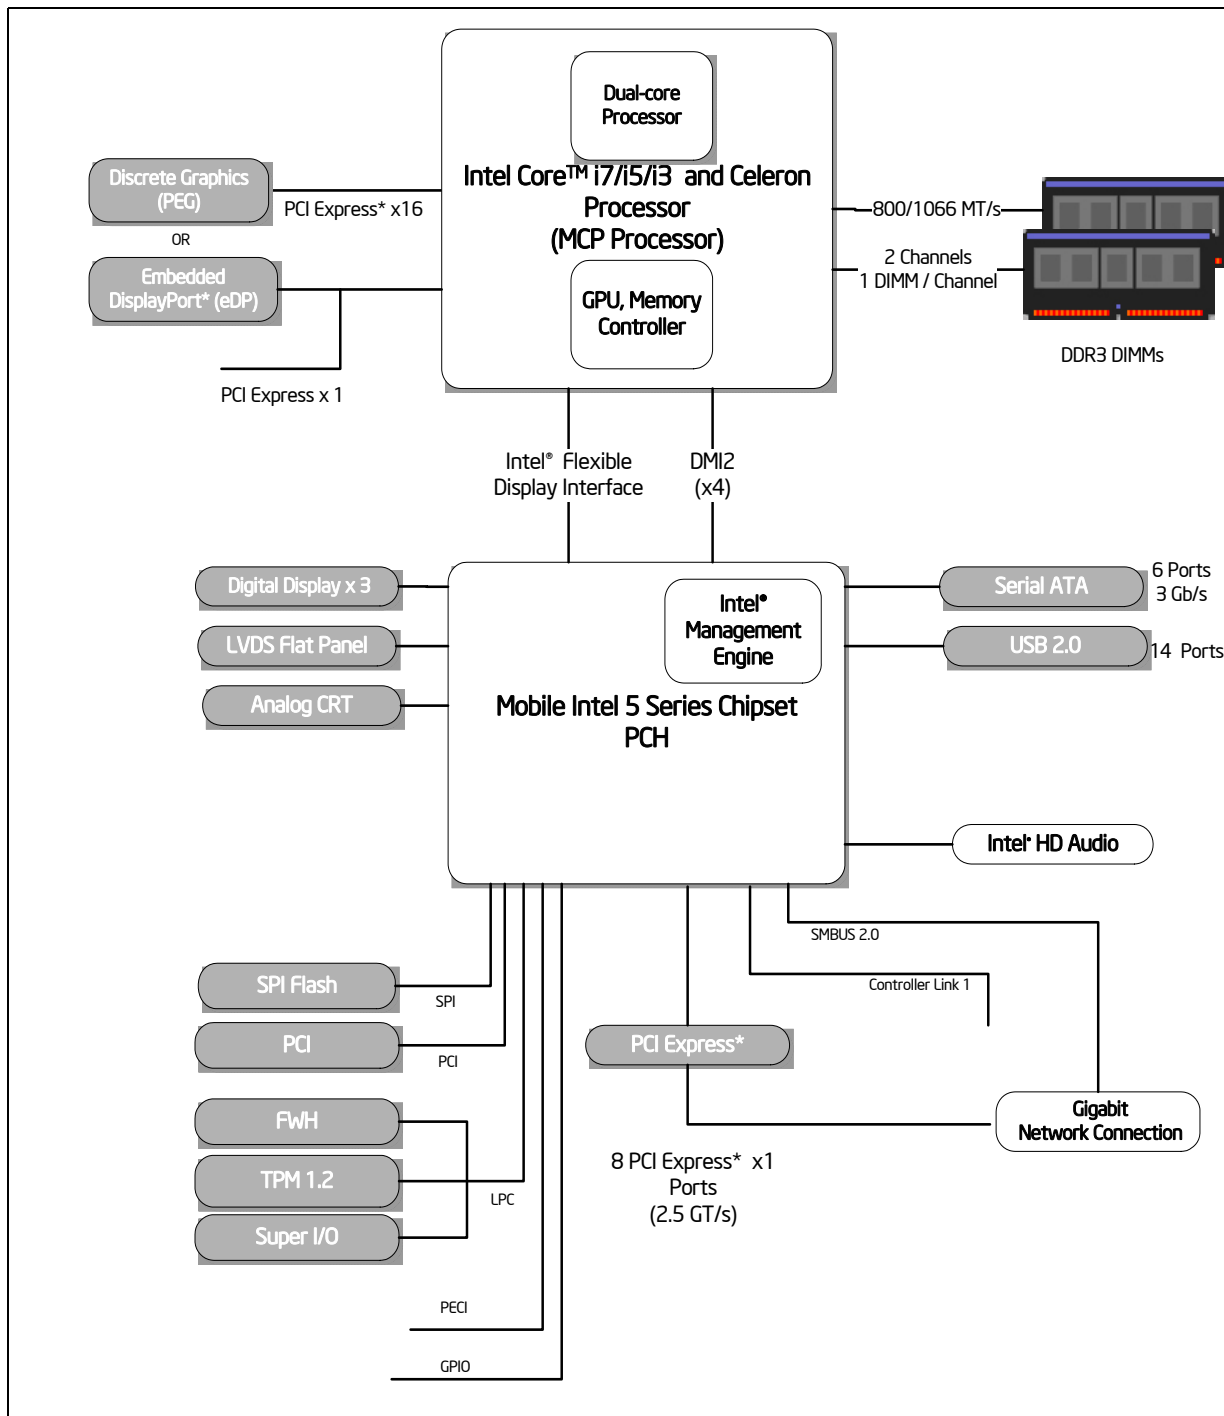 Dual-core
Processor
Intel Core™ i7/i5/i3 and Celeron
Processor
(MCP Processor)
GPU, Memory
Controller
Discrete Graphics
(PEG)
PCI Express* x16
OR
Embedded
DisplayPort* (eDP)
PCI Express x 1
800/1066 MT/s
2 Channels
1 DIMM / Channel
DDR3 DIMMs
Intel® Flexible
Display Interface
DMI2
(x4)
Digital Display x 3
LVDS Flat Panel
Analog CRT
Intel®
Management
Engine
Mobile Intel 5 Series Chipset
PCH
Serial ATA
6 Ports
3 Gb/s
USB 2.0
14 Ports
Intel® HD Audio
SMBUS 2.0
Controller Link 1
SPI Flash
SPI
PCI
PCI
FWH
TPM 1.2
LPC
Super I/O
PECI
GPIO
PCI Express*
8 PCI Express* x1
Ports
(2.5 GT/s)
Gigabit
Network Connection